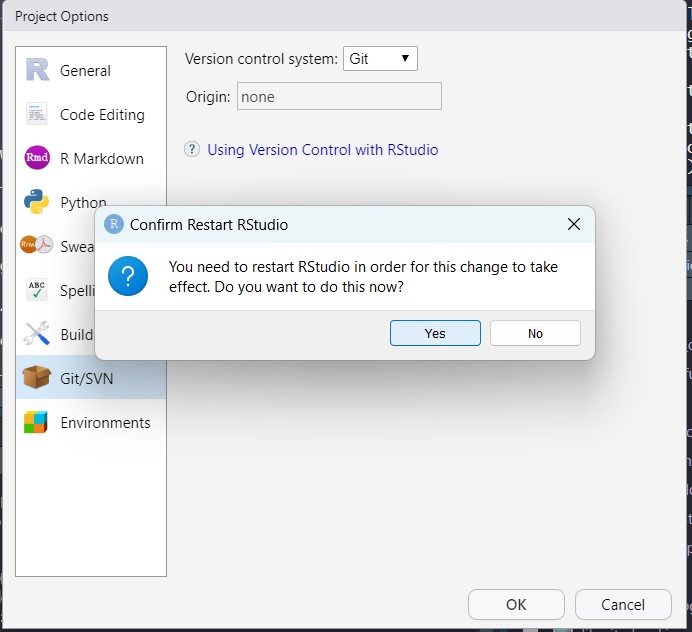 Project Options
General
Code Editing
Rmd R Markdown
Python
Swea
ABC Spelli
Build
Git/SVN
Environments
Version control system: Git
Origin: none
? Using Version Control with RStudio
R Confirm Restart RStudio
You need to restart RStudio in order for this change to take
effect. Do you want to do this now?
Yes No
OK Cancel